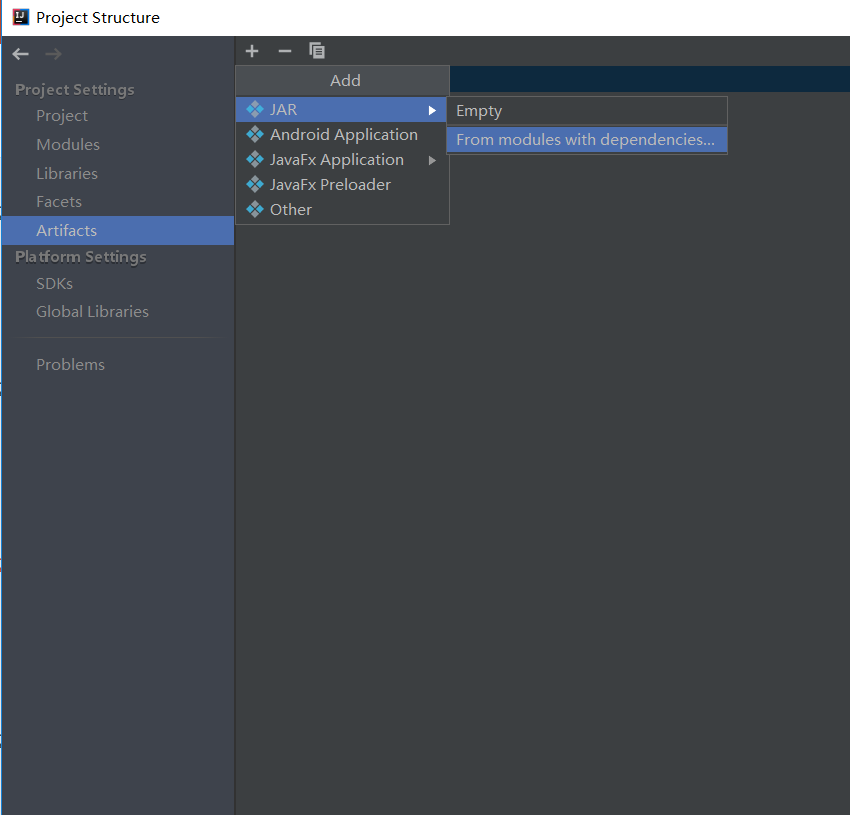 Project Structure
Project Settings
Project
Modules
Libraries
Facets
Artifacts
Platform Settings
SDKs
Global Libraries
Problems
Add
JAR
Android Application
JavaFx Application
JavaFx Preloader
Other
Empty
From modules with dependencies...